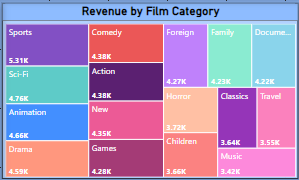 Revenue by Film Category
Sports
5.31K
Sci-Fi
4.76K
Animation
4.66K
Drama
4.59K
Comedy
4.38K
Action
4.38K
New
4.35K
Games
4.28K
Foreign
4.27K
Family
4.23K
Docume...
4.22K
Horror
3.72K
Children
3.66K
Classics
3.64K
Travel
3.55K
Music
3.42K